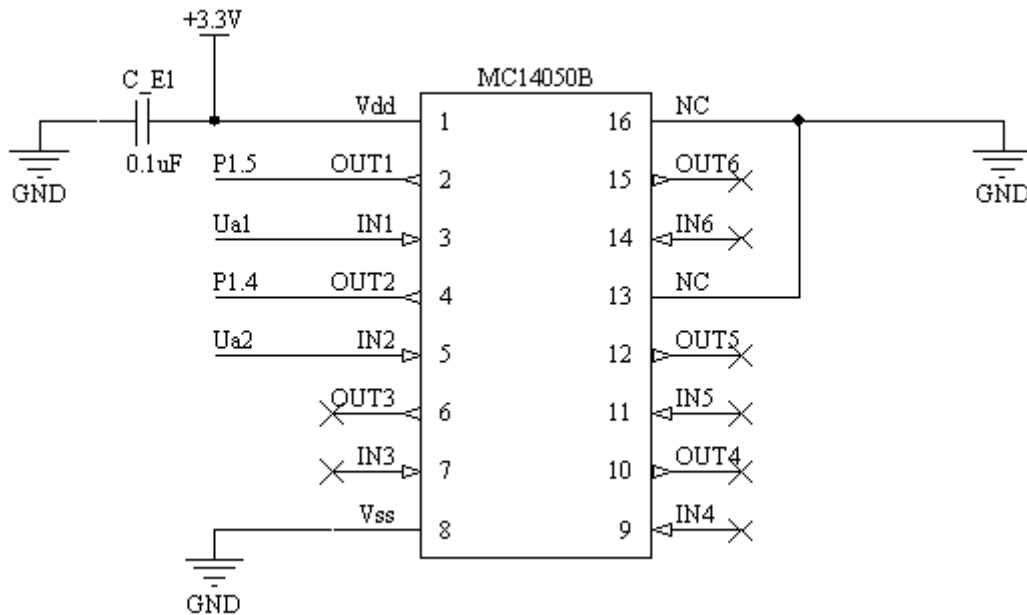 +3.3V
C_E1
MC14050B
Vdd
1
16
NC
0.1uF
GND
GND
P1.5
OUT1
2
15
OUT6
Ua1
IN1
3
14
IN6
P1.4
OUT2
4
13
NC
Ua2
IN2
5
12
OUT5
OUT3
6
11
IN5
IN3
7
10
OUT4
Vss
8
9
IN4
GND